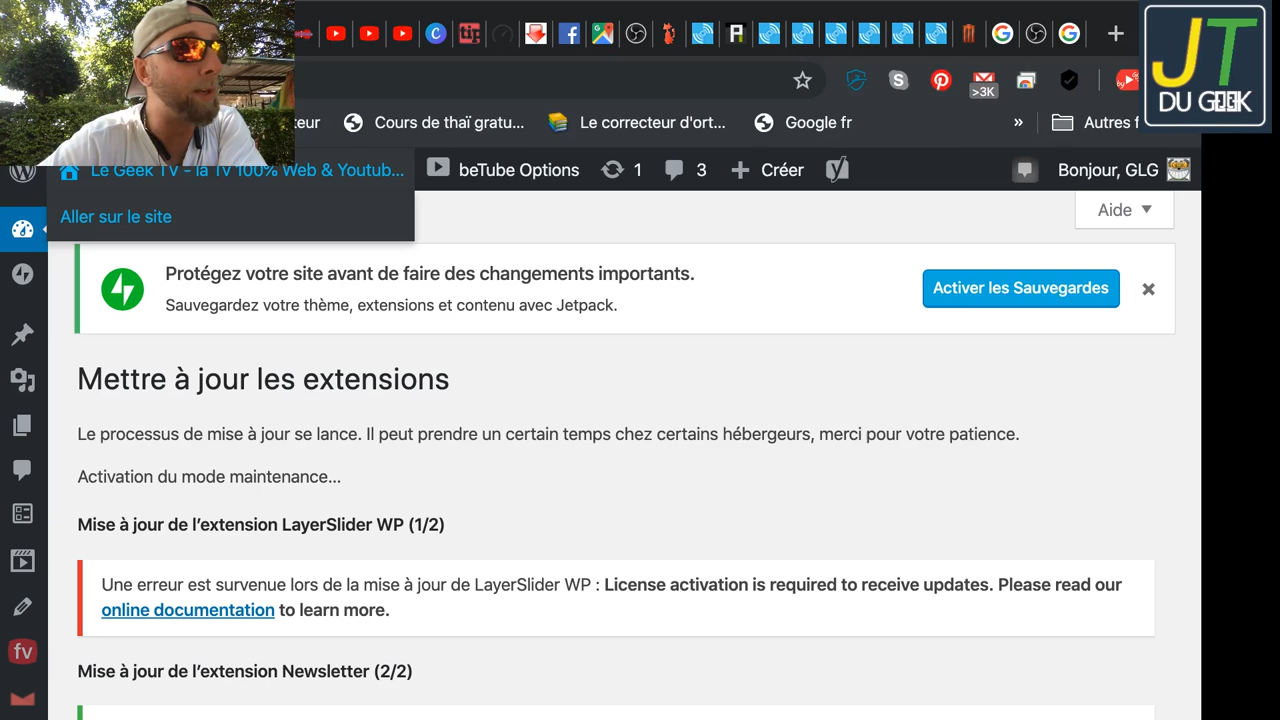 JT
DU GEEK
>3K
teur
Cours de thaï gratu...
Le correcteur d'ort...
Google fr
»
Autres f
Le Geek TV - la Tv 100% Web & Youtub...
beTube Options
1
3
Créer
Bonjour, GLG
Aller sur le site
Aide
Protégez votre site avant de faire des changements importants.
Sauvegardez votre thème, extensions et contenu avec Jetpack.
Activer les Sauvegardes
Mettre à jour les extensions
Le processus de mise à jour se lance. Il peut prendre un certain temps chez certains hébergeurs, merci pour votre patience.
Activation du mode maintenance...
Mise à jour de l’extension LayerSlider WP (1/2)
Une erreur est survenue lors de la mise à jour de LayerSlider WP : License activation is required to receive updates. Please read our
online documentation to learn more.
Mise à jour de l’extension Newsletter (2/2)
fv